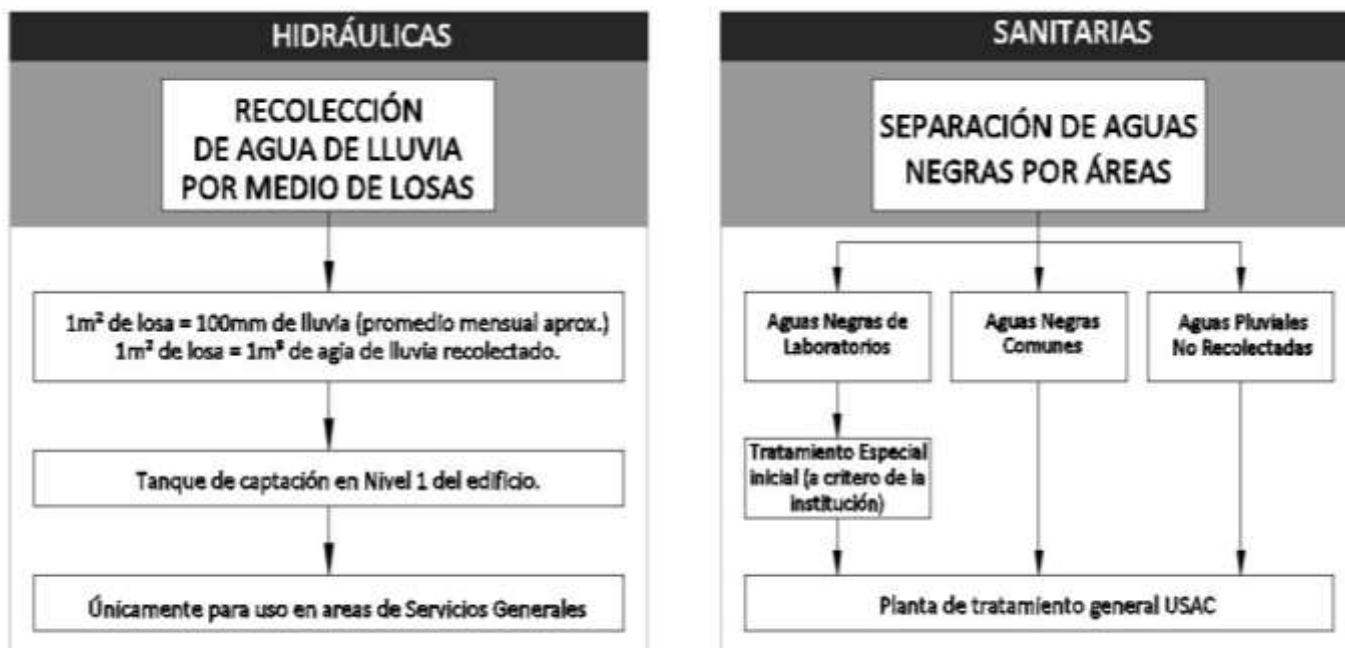 HIDRÁULICAS
RECOLECCIÓN
DE AGUA DE LLUVIA
POR MEDIO DE LOSAS
1m² de losa = 100mm de lluvia (promedio mensual aprox.)
1m² de losa = 1m³ de agia de lluvia recolectado.
Tanque de captación en Nivel 1 del edificio.
Únicamente para uso en areas de Servicios Generales
SANITARIAS
SEPARACIÓN DE AGUAS
NEGRAS POR ÁREAS
Aguas Negras de
Laboratorios
Aguas Negras
Comunes
Aguas Pluviales
No Recolectadas
Tratamiento Especial
inicial (a critero de la
institución)
Planta de tratamiento general USAC